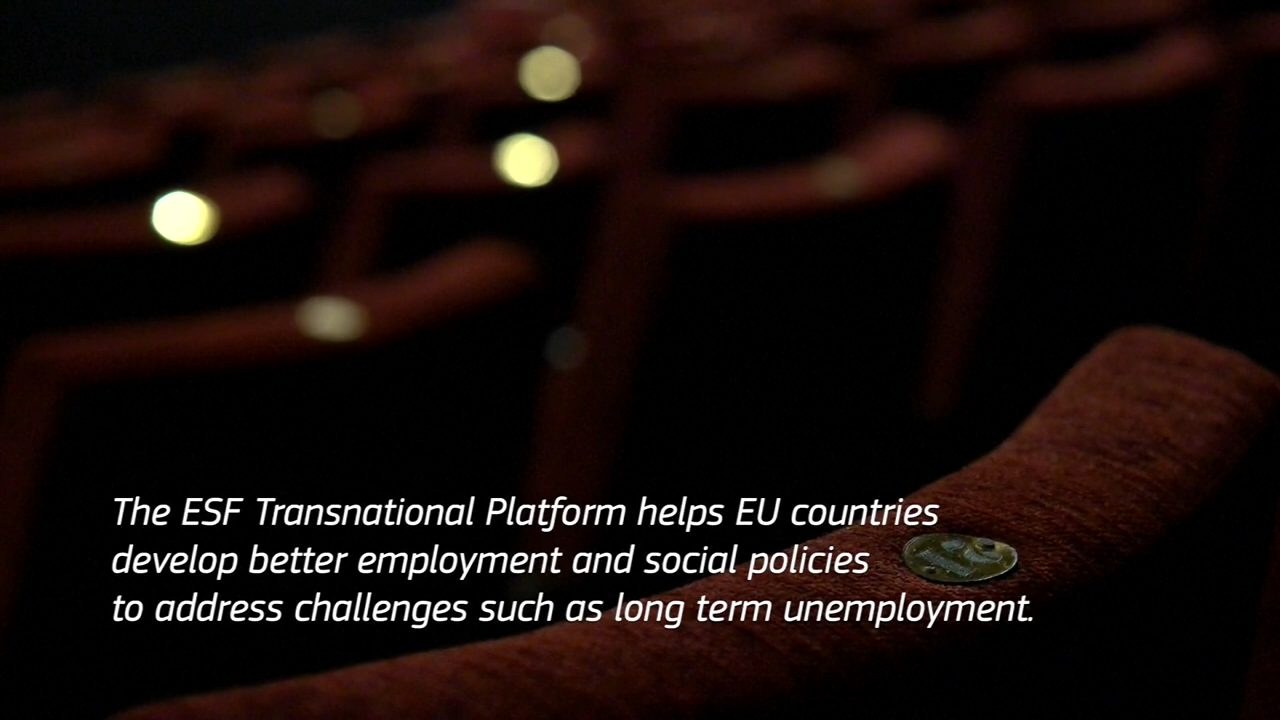 The ESF Transnational Platform helps EU countries
develop better employment and social policies
to address challenges such as long term unemployment.